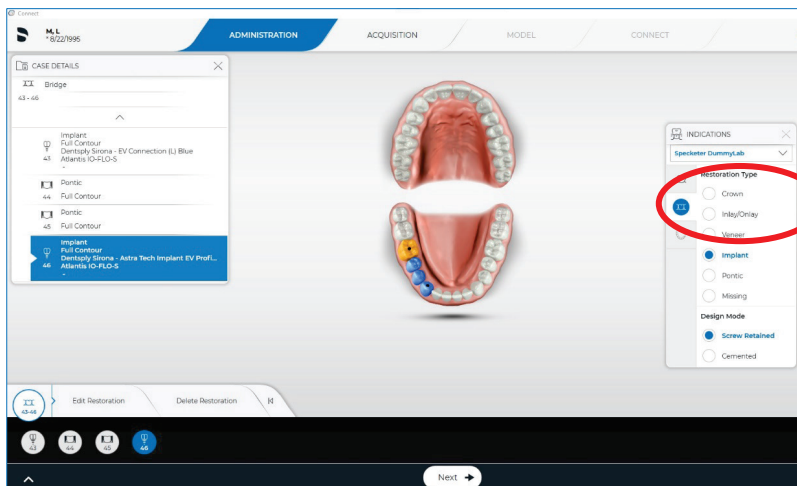 Connect
M, L
* 8/22/1995
ADMINISTRATION
ACQUISITION
MODEL
CONNECT
CASE DETAILS
Bridge
43 - 46
Implant
Full Contour
Dentsply Sirona - EV Connection (L) Blue
43 Atlantis IO-FLO-S
-
Pontic
44 Full Contour
Pontic
45 Full Contour
Implant
Full Contour
Dentsply Sirona - Astra Tech Implant EV Profi...
46 Atlantis IO-FLO-S
-
INDICATIONS
Specketer DummyLab
Restoration Type
Crown
Inlay/Onlay
Veneer
Implant
Pontic
Missing
Design Mode
Screw Retained
Cemented
43-46
Edit Restoration
Delete Restoration
43
44
45
46
Next